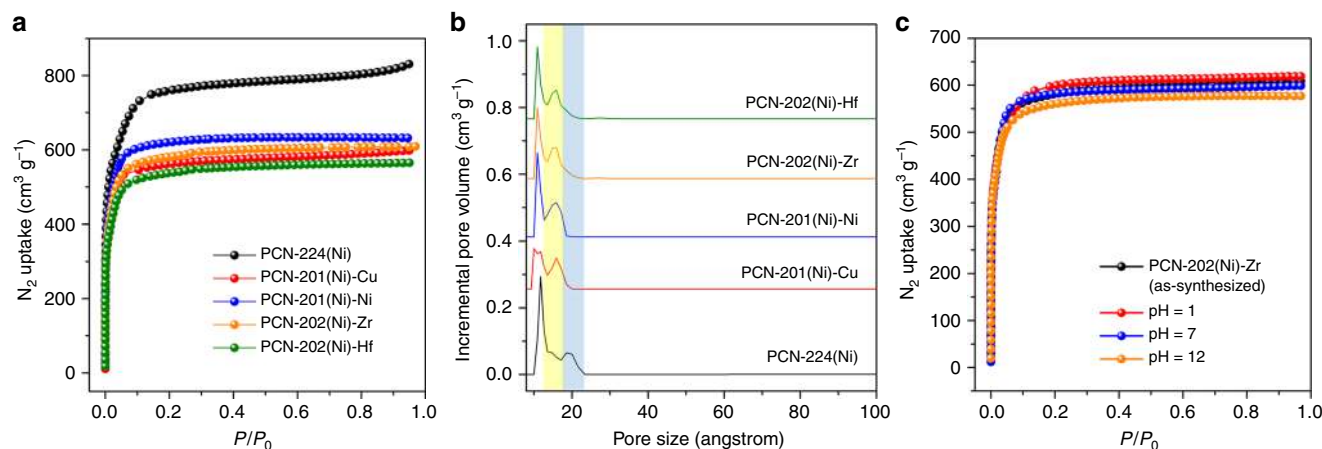 a
N₂ uptake (cm³ g⁻¹)
800
600
400
200
0
PCN-224(Ni)
PCN-201(Ni)-Cu
PCN-201(Ni)-Ni
PCN-202(Ni)-Zr
PCN-202(Ni)-Hf
0.0 0.2 0.4 0.6 0.8 1.0
P/P₀
b
Incremental pore volume (cm³ g⁻¹)
1.0
0.8
0.6
0.4
0.2
0.0
PCN-202(Ni)-Hf
PCN-202(Ni)-Zr
PCN-201(Ni)-Ni
PCN-201(Ni)-Cu
PCN-224(Ni)
20 40 60 80 100
Pore size (angstrom)
c
N₂ uptake (cm³ g⁻¹)
700
600
500
400
300
200
100
0
PCN-202(Ni)-Zr
(as-synthesized)
pH = 1
pH = 7
pH = 12
0.0 0.2 0.4 0.6 0.8 1.0
P/P₀